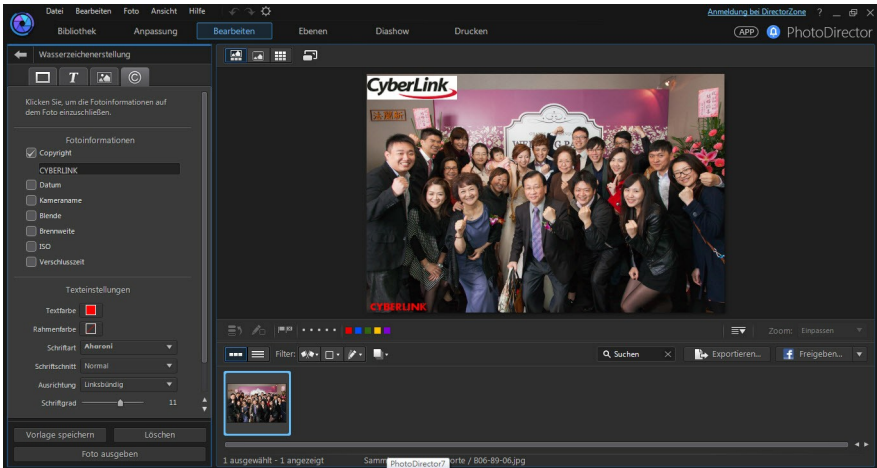 Datei Bearbeiten Foto Ansicht Hilfe
Anmeldung bei DirectorZone ?
Bibliothek Anpassung Bearbeiten Ebenen Diashow Drucken
APP PhotoDirector
Wasserzeichenerstellung
T ©
Klicken Sie, um die Fotoinformationen auf
dem Foto einzuschließen.
Fotoinformationen
Copyright
CYBERLINK
Datum
Kameraname
Blende
Brennweite
ISO
Verschlusszeit
Texteinstellungen
Textfarbe
Rahmenfarbe
Schriftart Aharoni
Schriftschnitt Normal
Ausrichtung Linksbündig
Schriftgrad 11
Vorlage speichern Löschen
Foto ausgeben
CyberLink
CYBERLINK
Zoom: Einpassen
Filter:
Suchen
Exportieren...
Freigeben...
1 ausgewählt - 1 angezeigt
PhotoDirector7
orte / 806-89-06.jpg